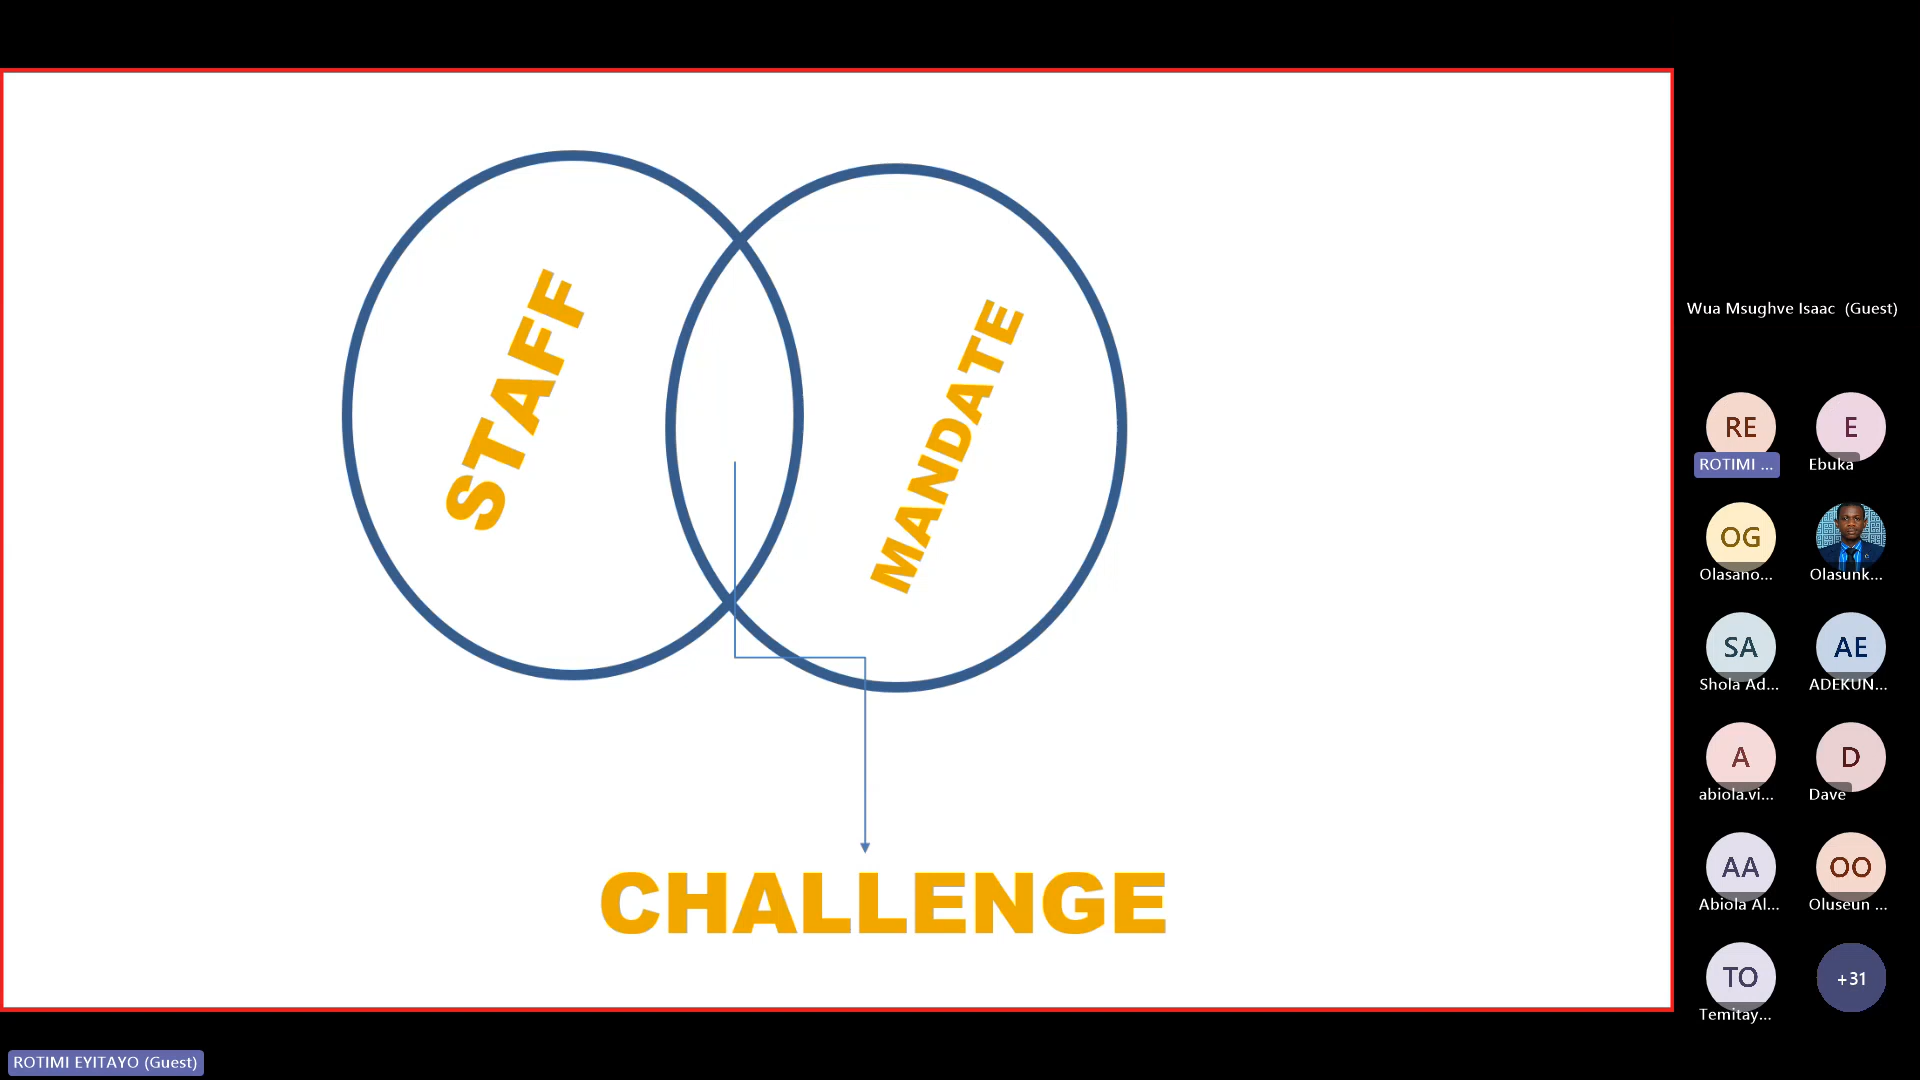 STAFF
MANDATE
CHALLENGE
Wua Msughve Isaac (Guest)
RE
ROTIMI ...
E
Ebuka
OG
Olasano...
Olasunk...
SA
Shola Ad...
AE
ADEKUN...
A
abiola.vi...
D
Dave
AA
Abiola Al...
OO
Oluseun ...
TO
Temitay...
+31
ROTIMI EYITAYO (Guest)